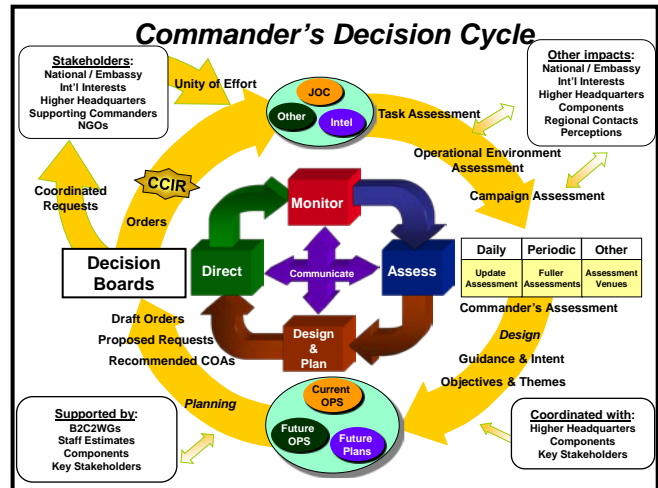 Commander's Decision Cycle
Stakeholders:
National / Embassy
Int'l Interests
Higher Headquarters
Supporting Commanders
NGOs
Unity of Effort
JOC
Other
Intel
Task Assessment
Other impacts:
National / Embassy
Int'l Interests
Higher Headquarters
Components
Regional Contacts
Perceptions
Operational Environment
Assessment
Campaign Assessment
Coordinated
Requests
CCIR
Orders
Monitor
Decision
Boards
Direct
Communicate
Assess
Design
&
Plan
Daily Periodic Other
Update
Assessment
Fuller
Assessments
Assessment
Venues
Commander's Assessment
Design
Guidance & Intent
Objectives & Themes
Draft Orders
Proposed Requests
Recommended COAs
Planning
Current
OPS
Future
OPS
Future
Plans
Supported by:
B2C2WGs
Staff Estimates
Components
Key Stakeholders
Coordinated with:
Higher Headquarters
Components
Key Stakeholders